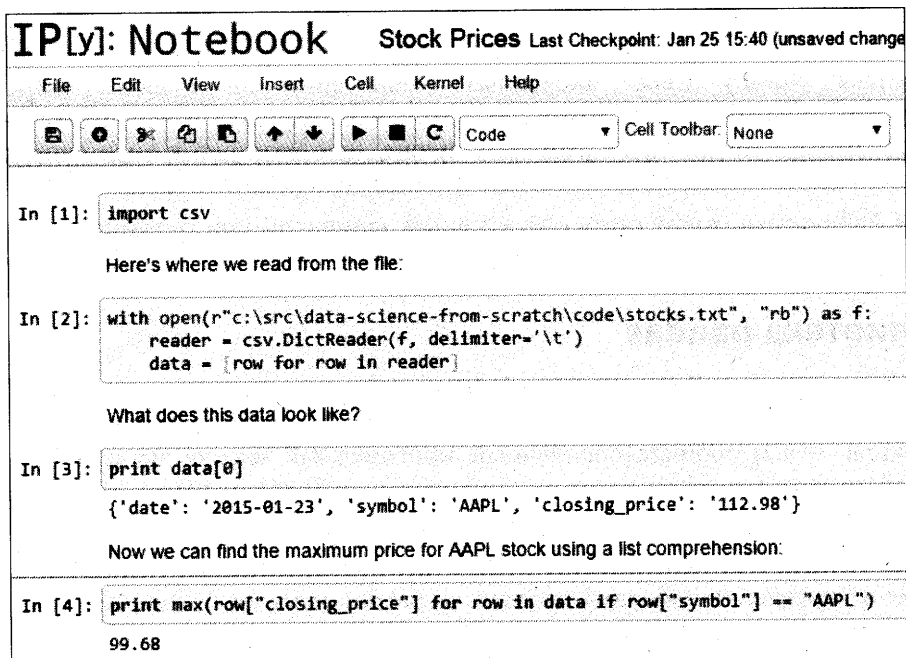 IP[y]: Notebook Stock Prices Last Checkpoint: Jan 25 15:40 (unsaved change
File Edit View Insert Cell Kernel Help
Code Cell Toolbar: None
In [1]: import csv
Here's where we read from the file:
In [2]: with open(r"c:\src\data-science-from-scratch\code\stocks.txt", "rb") as f:
reader = csv.DictReader(f, delimiter='\t')
data = [row for row in reader]
What does this data look like?
In [3]: print data[0]
{'date': '2015-01-23', 'symbol': 'AAPL', 'closing_price': '112.98'}
Now we can find the maximum price for AAPL stock using a list comprehension:
In [4]: print max(row["closing_price"] for row in data if row["symbol"] == "AAPL")
99.68